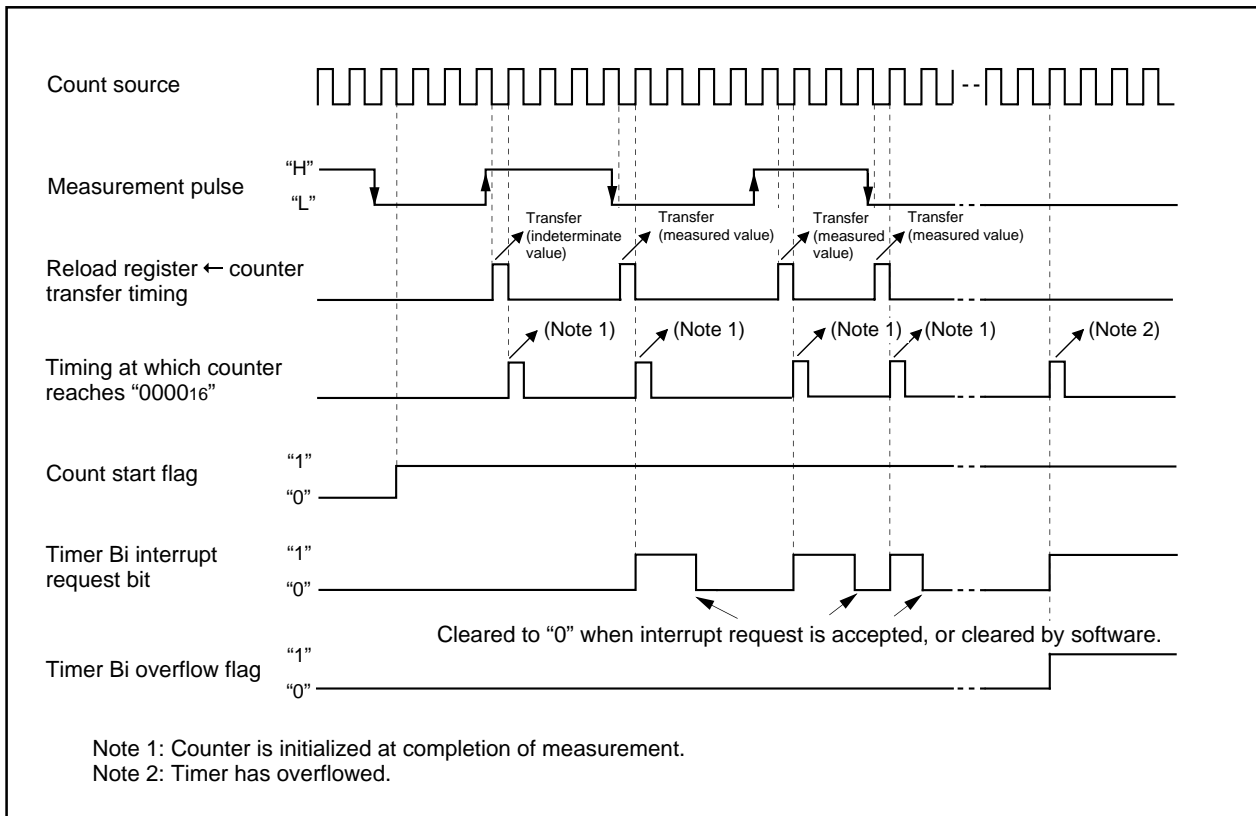 Count source
Measurement pulse
“H”
“L”
Transfer
(indeterminate
value)
Transfer
(measured value)
Transfer
(measured
value)
Transfer
(measured value)
Reload register ← counter
transfer timing
(Note 1)
(Note 1)
(Note 1)
(Note 1)
(Note 2)
Timing at which counter
reaches “000016”
Count start flag
“1”
“0”
Timer Bi interrupt
request bit
“1”
“0”
Cleared to “0” when interrupt request is accepted, or cleared by software.
Timer Bi overflow flag
“1”
“0”
Note 1: Counter is initialized at completion of measurement.
Note 2: Timer has overflowed.